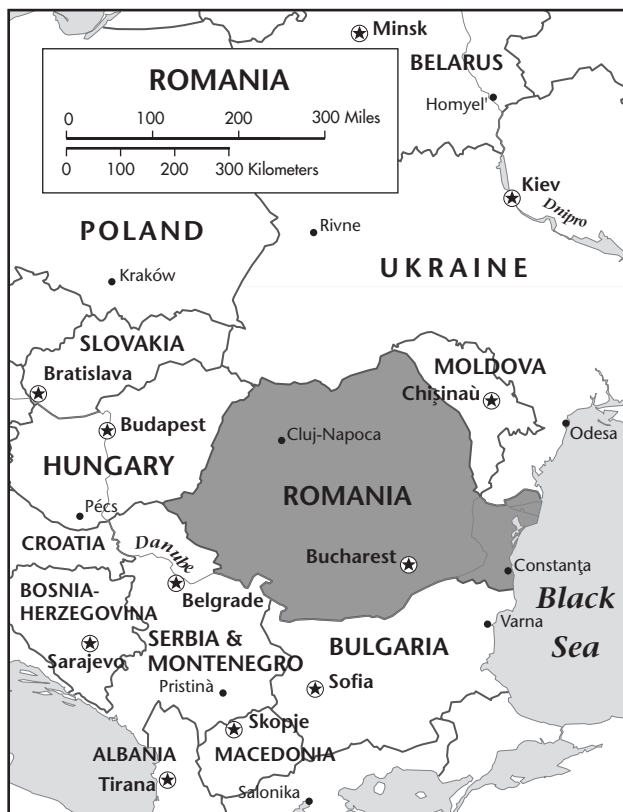 Minsk
BELARUS
Homyel'
ROMANIA
0 100 200 300 Miles
0 100 200 300 Kilometers
Kiev
Dnipro
Rivne
POLAND
UKRAINE
Kraków
SLOVAKIA
Bratislava
MOLDOVA
Chişinaù
Budapest
Odesa
Cluj-Napoca
HUNGARY
ROMANIA
Pécs
CROATIA
Danube
Bucharest
Constanţa
BOSNIA-
HERZEGOVINA
Belgrade
Black
Sea
Varna
SERBIA &
MONTENEGRO
BULGARIA
Sarajevo
Pristinà
Sofia
Skopje
ALBANIA
MACEDONIA
Tirana
Salonika